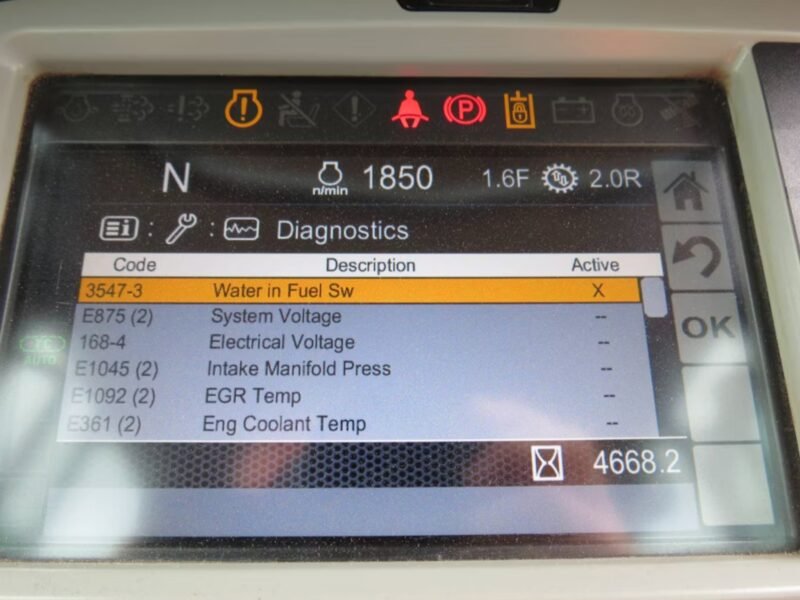 N n/min 1850 1.6F 2.0R
: : Diagnostics
Code Description Active
3547-3 Water in Fuel Sw X
E875 (2) System Voltage --
168-4 Electrical Voltage --
E1045 (2) Intake Manifold Press --
E1092 (2) EGR Temp --
E361 (2) Eng Coolant Temp --
OK
AUTO
4668.2